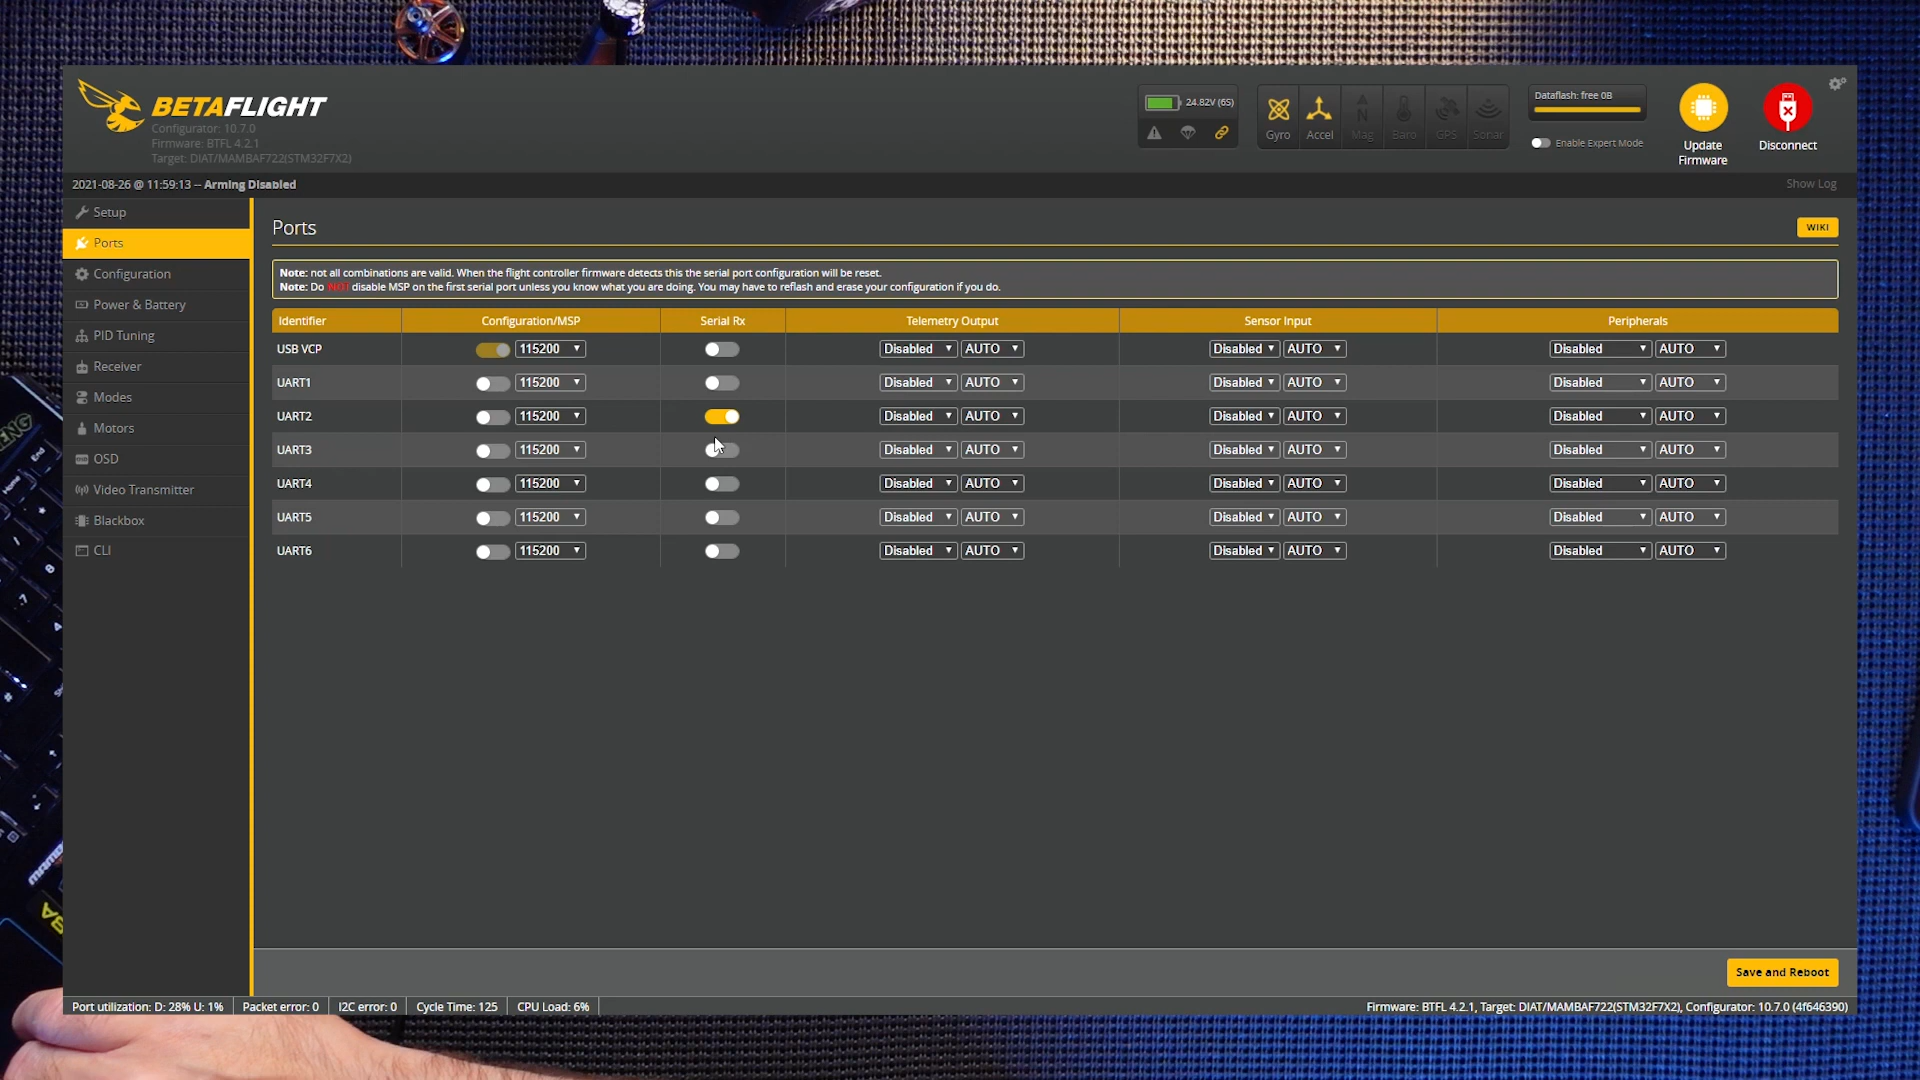 BETAFLIGHT
Configurator: 10.7.0
Firmware: BTFL 4.2.1
Target: DIAT/MAMBAF722(STM32F7X2)
24.82V (6S)
Gyro
Accel
Mag
Baro
GPS
Sonar
Dataflash: free 0B
Enable Expert Mode
Update
Firmware
Disconnect
2021-08-26 @ 11:59:13 -- Arming Disabled
Show Log
Setup
Ports
Configuration
Power & Battery
PID Tuning
Receiver
Modes
Motors
OSD
Video Transmitter
Blackbox
CLI
Ports
WIKI
Note: not all combinations are valid. When the flight controller firmware detects this the serial port configuration will be reset.
Note: Do NOT disable MSP on the first serial port unless you know what you are doing. You may have to reflash and erase your configuration if you do.
Identifier Configuration/MSP Serial Rx Telemetry Output Sensor Input Peripherals
USB VCP 115200 Disabled AUTO Disabled AUTO Disabled AUTO
UART1 115200 Disabled AUTO Disabled AUTO Disabled AUTO
UART2 115200 Disabled AUTO Disabled AUTO Disabled AUTO
UART3 115200 Disabled AUTO Disabled AUTO Disabled AUTO
UART4 115200 Disabled AUTO Disabled AUTO Disabled AUTO
UART5 115200 Disabled AUTO Disabled AUTO Disabled AUTO
UART6 115200 Disabled AUTO Disabled AUTO Disabled AUTO
Save and Reboot
Port utilization: D: 28% U: 1% Packet error: 0 I2C error: 0 Cycle Time: 125 CPU Load: 6%
Firmware: BTFL 4.2.1, Target: DIAT/MAMBAF722(STM32F7X2), Configurator: 10.7.0 (4f646390)
End
Home